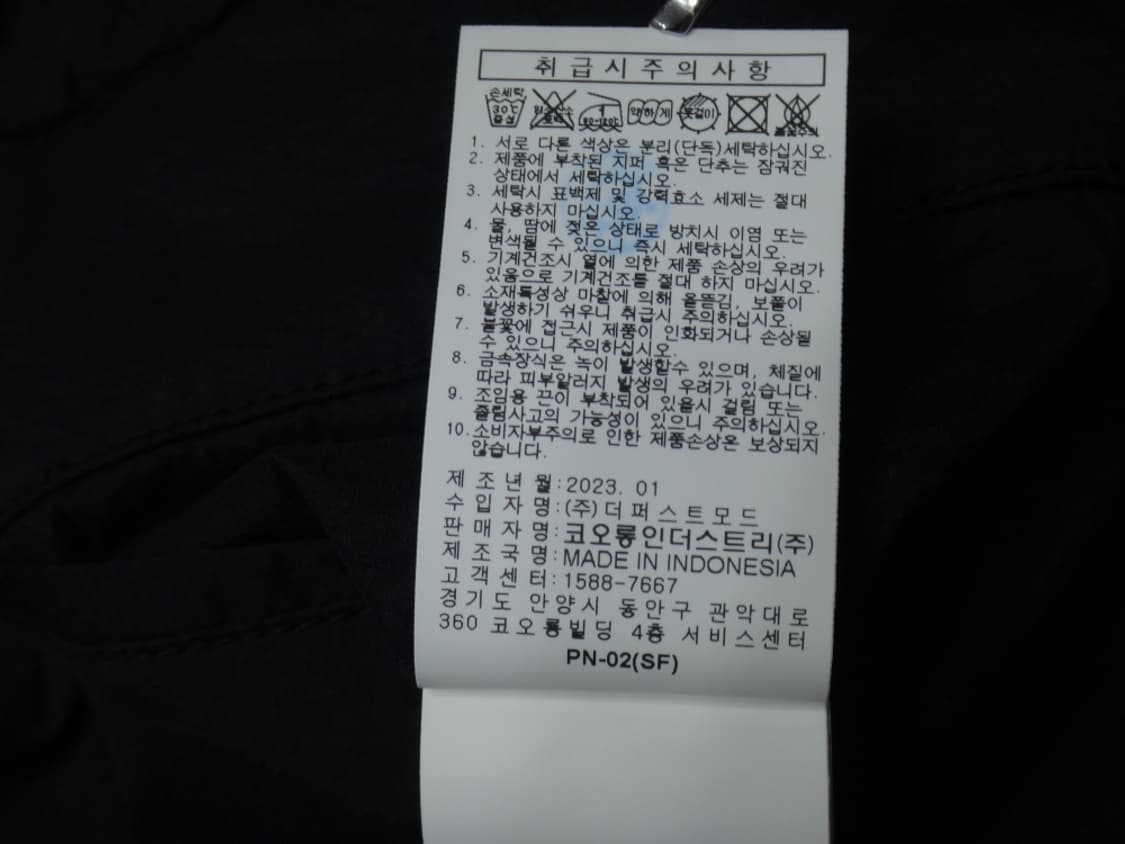 취급시주의사항
손세탁 30℃ 중성 염소산소표백 80-120℃ 약하게 옷걸이 불꽃주의
1. 서로 다른 색상은 분리(단독)세탁하십시오.
2. 제품에 부착된 지퍼 혹은 단추는 잠궈진
상태에서 세탁하십시오.
3. 세탁시 표백제 및 강력효소 세제는 절대
사용하지 마십시오.
4. 물, 땀에 젖은 상태로 방치시 이염 또는
변색될 수 있으니 즉시 세탁하십시오.
5. 기계건조시 열에 의한 제품 손상의 우려가
있음으로 기계건조를 절대 하지 마십시오.
6. 소재특성상 마찰에 의해 올뜯김, 보풀이
발생하기 쉬우니 취급시 주의하십시오.
7. 불꽃에 접근시 제품이 인화되거나 손상될
수 있으니 주의하십시오.
8. 금속장식은 녹이 발생할수 있으며, 체질에
따라 피부알러지 발생의 우려가 있습니다.
9. 조임용 끈이 부착되어 있을시 걸림 또는
졸림사고의 가능성이 있으니 주의하십시오.
10. 소비자부주의로 인한 제품손상은 보상되지
않습니다.
제조년월:2023. 01
수입자명:(주)더퍼스트모드
판매자명:코오롱인더스트리(주)
제조국명:MADE IN INDONESIA
고객센터:1588-7667
경기도 안양시 동안구 관악대로
360 코오롱빌딩 4층 서비스센터
PN-02(SF)